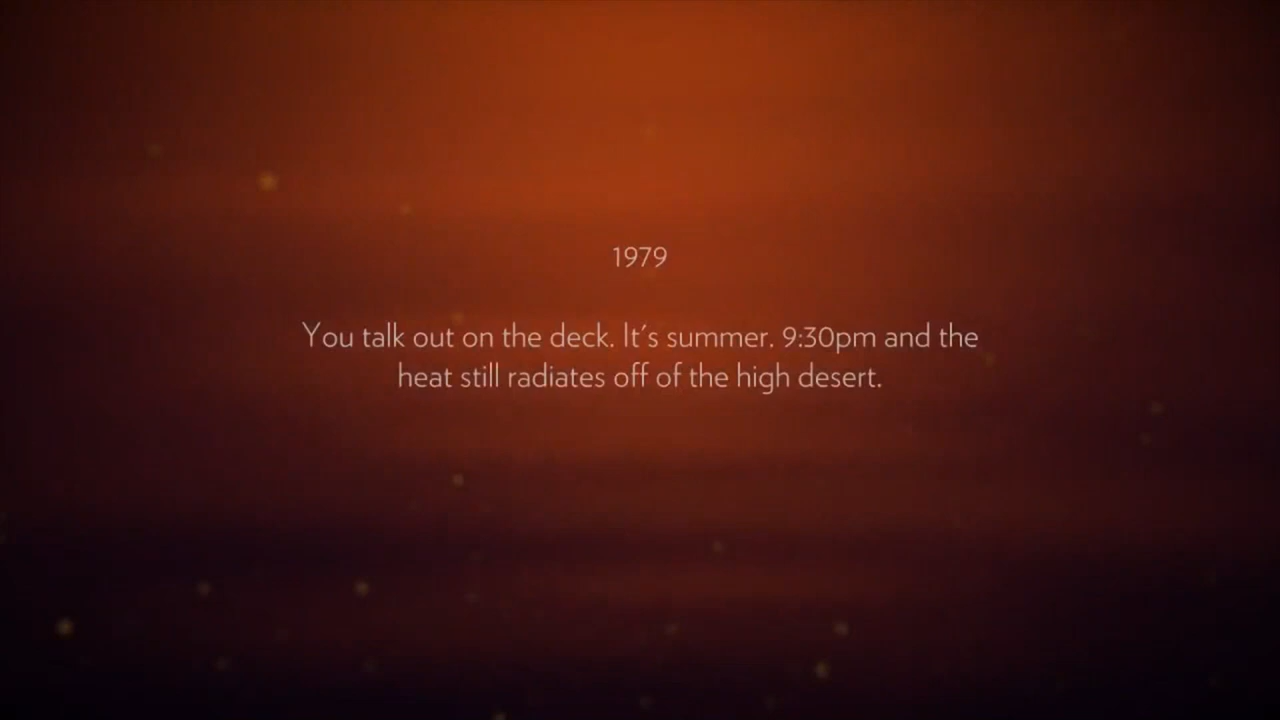 1979
You talk out on the deck. It's summer. 9:30pm and the
heat still radiates off of the high desert.